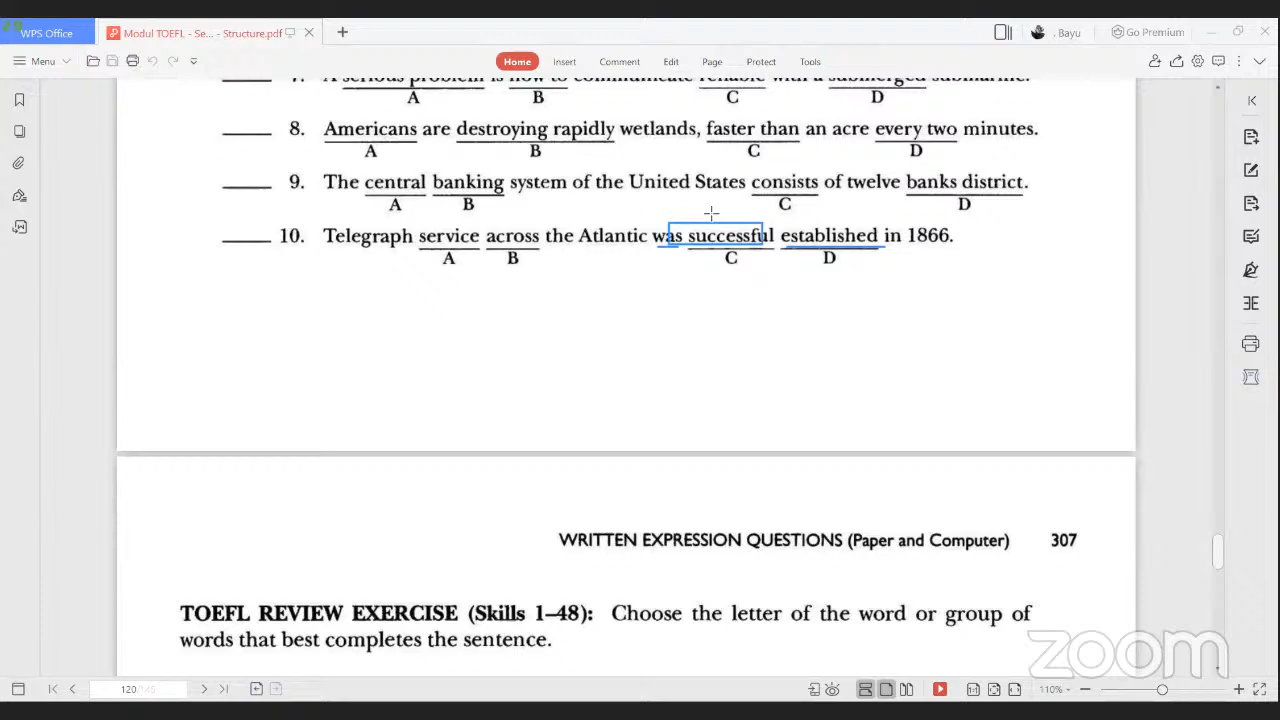 WPS Office
Modul TOEFL - Se... - Structure.pdf
. Bayu
Go Premium
Menu
Home
Insert
Comment
Edit
Page
Protect
Tools
7. A serious problem is how to communicate reliable with a submerged submarine.
A B C D
8. Americans are destroying rapidly wetlands, faster than an acre every two minutes.
A B C D
9. The central banking system of the United States consists of twelve banks district.
A B C D
10. Telegraph service across the Atlantic was successful established in 1866.
A B C D
WRITTEN EXPRESSION QUESTIONS (Paper and Computer) 307
TOEFL REVIEW EXERCISE (Skills 1–48): Choose the letter of the word or group of
words that best completes the sentence.
zoom
120/145
110%